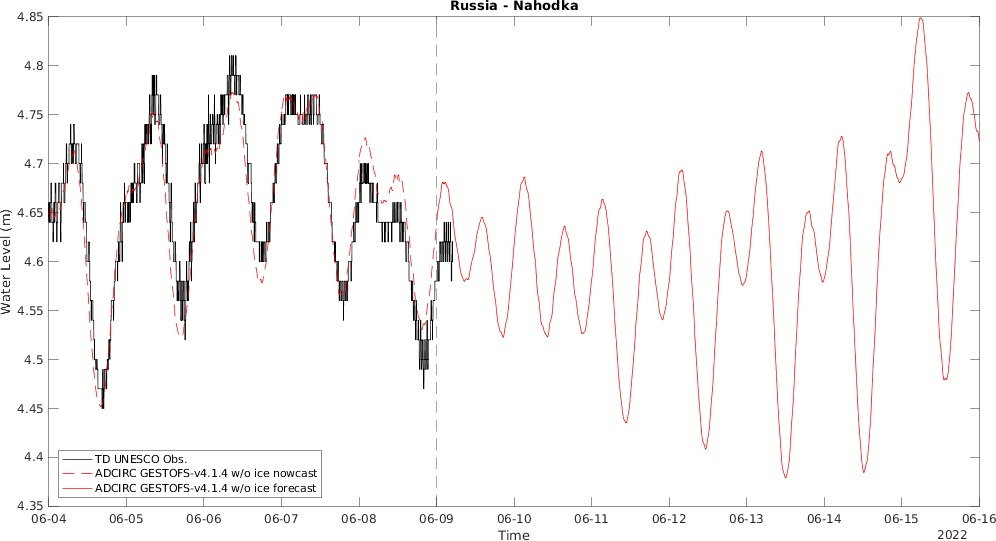 Russia - Nahodka
4.85
4.8
4.75
4.7
4.65
4.6
4.55
4.5
4.45
4.4
4.35
Water Level (m)
TD UNESCO Obs.
ADCIRC GESTOFS-v4.1.4 w/o ice nowcast
ADCIRC GESTOFS-v4.1.4 w/o ice forecast
06-04 06-05 06-06 06-07 06-08 06-09 06-10 06-11 06-12 06-13 06-14 06-15 06-16
Time
2022